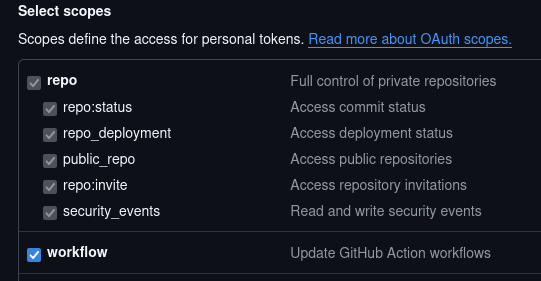 Select scopes
Scopes define the access for personal tokens. Read more about OAuth scopes.
repo Full control of private repositories
repo:status Access commit status
repo_deployment Access deployment status
public_repo Access public repositories
repo:invite Access repository invitations
security_events Read and write security events
workflow Update GitHub Action workflows